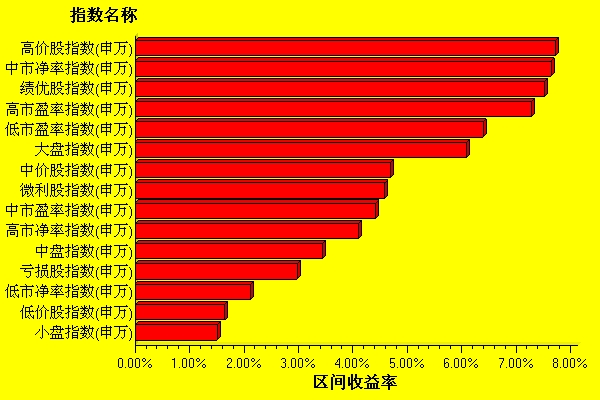 指数名称
高价股指数(申万)
中市净率指数(申万)
绩优股指数(申万)
高市盈率指数(申万)
低市盈率指数(申万)
大盘指数(申万)
中价股指数(申万)
微利股指数(申万)
中市盈率指数(申万)
高市净率指数(申万)
中盘指数(申万)
亏损股指数(申万)
低市净率指数(申万)
低价股指数(申万)
小盘指数(申万)
0.00% 1.00% 2.00% 3.00% 4.00% 5.00% 6.00% 7.00% 8.00%
区间收益率